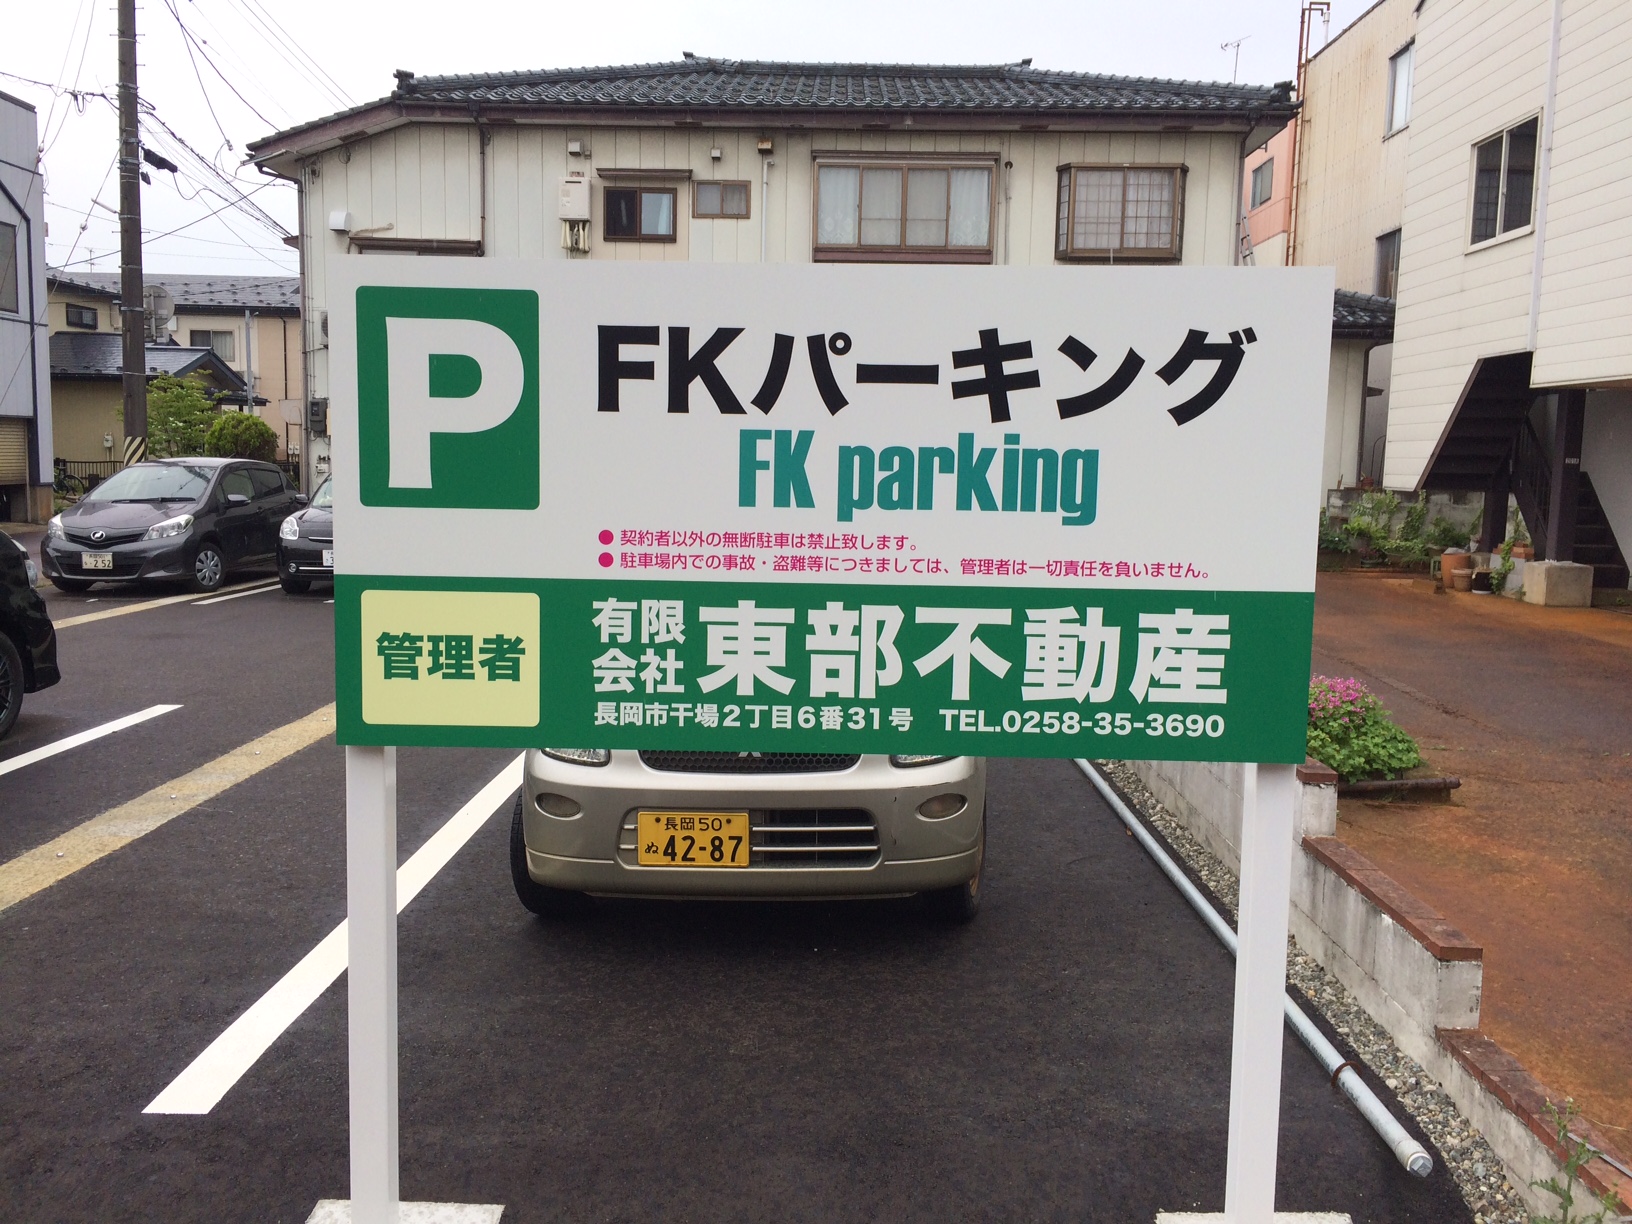 P
FKパーキング
FK parking
● 契約者以外の無断駐車は禁止致します。
● 駐車場内での事故・盗難等につきましては、管理者は一切責任を負いません。
管理者
有限会社 東部不動産
長岡市干場2丁目6番31号 TEL.0258-35-3690
長岡 50
ぬ 42-87
2 52